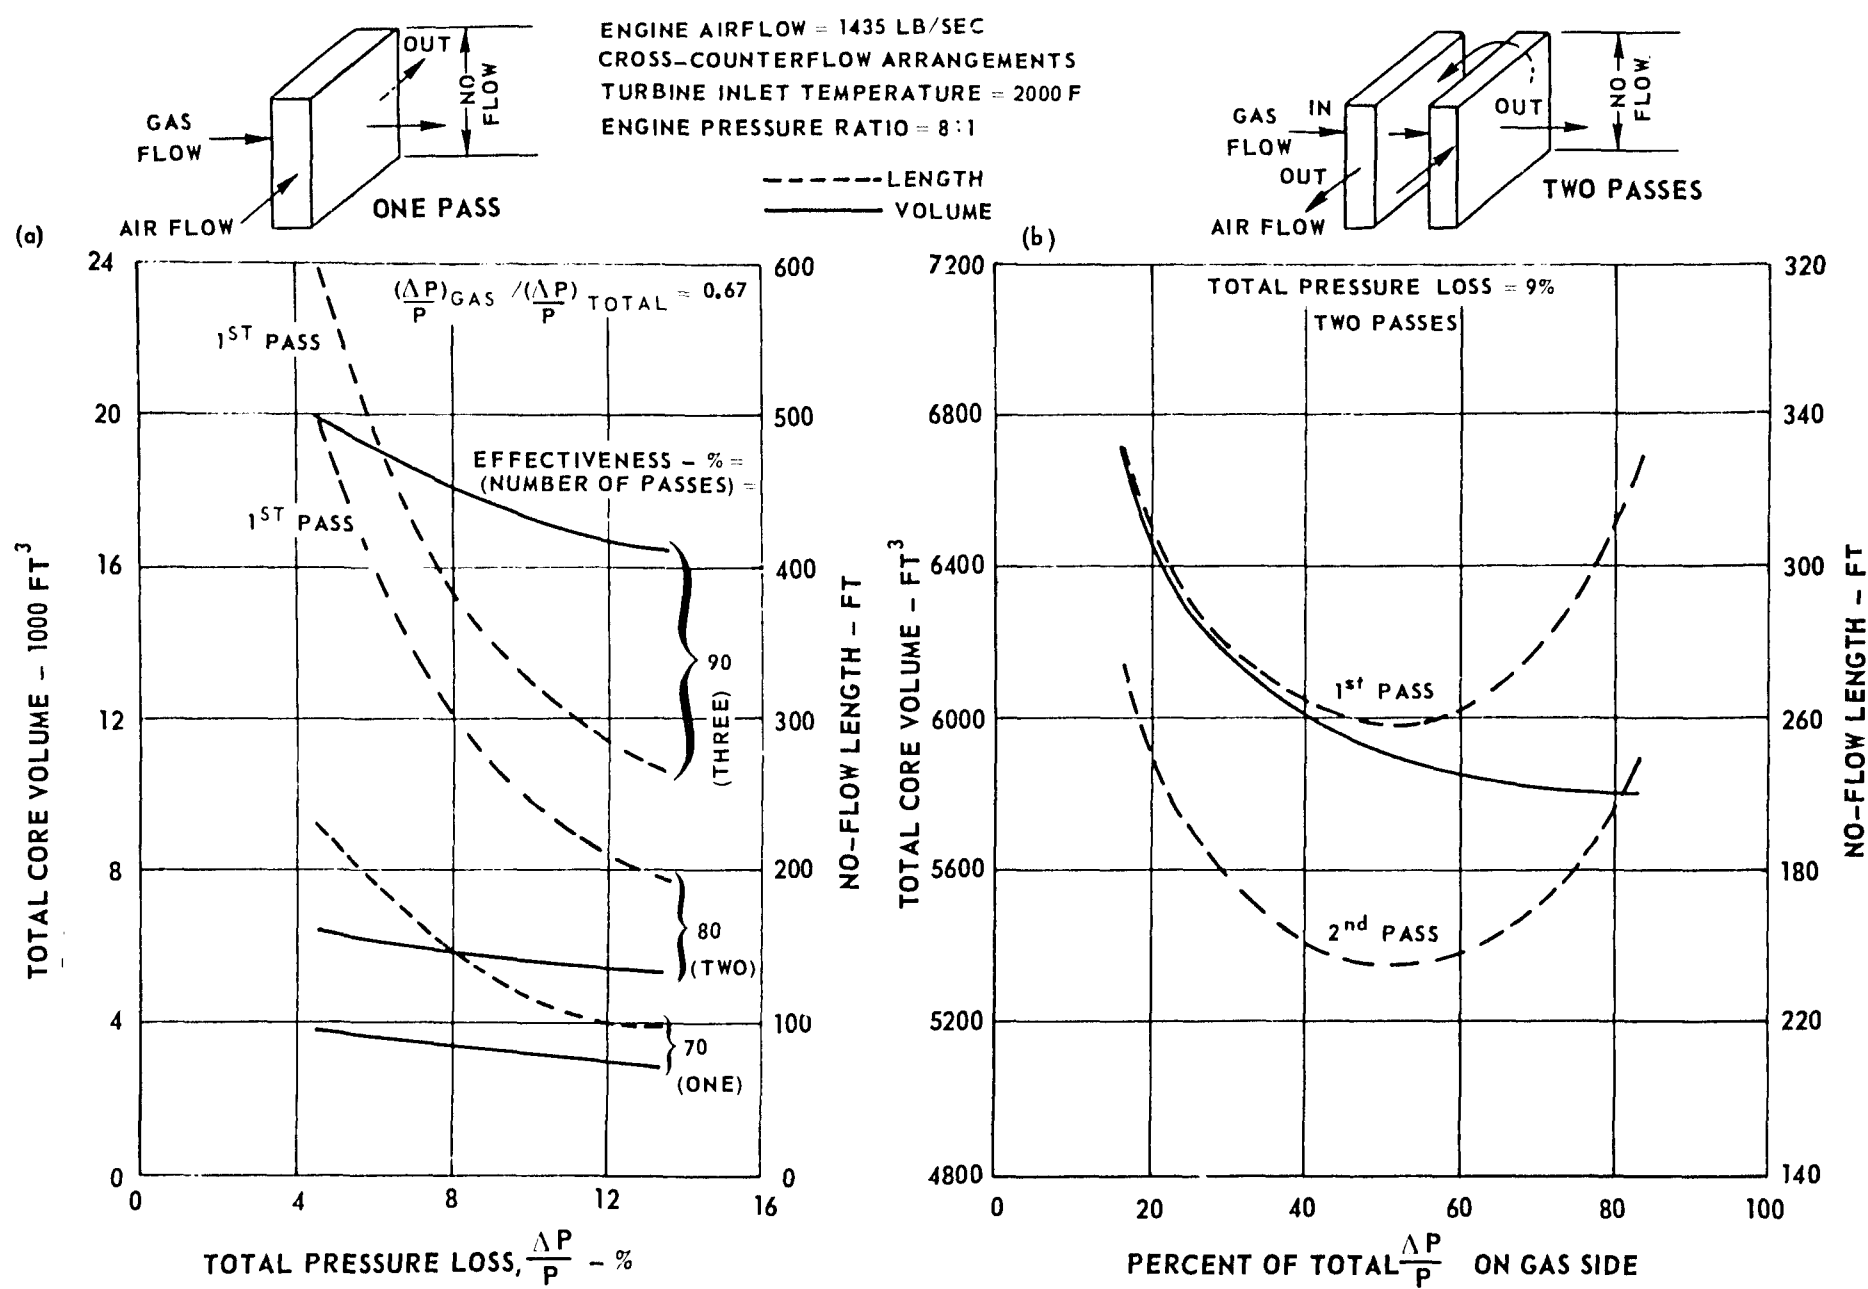 ENGINE AIRFLOW = 1435 LB/SEC
CROSS-COUNTERFLOW ARRANGEMENTS
TURBINE INLET TEMPERATURE = 2000 F
ENGINE PRESSURE RATIO = 8:1
LENGTH
VOLUME
OUT
NO
FLOW
GAS
FLOW
AIR FLOW
ONE PASS
IN
GAS
FLOW
OUT
OUT
NO
FLOW
AIR FLOW
TWO PASSES
(a)
24
20
16
12
8
4
0
TOTAL CORE VOLUME – 1000 FT³
600
500
400
300
200
100
0
NO–FLOW LENGTH – FT
(ΔP/P) GAS /(ΔP/P) TOTAL = 0.67
1ST PASS
1ST PASS
EFFECTIVENESS – % =
(NUMBER OF PASSES) =
90
(THREE)
80
(TWO)
70
(ONE)
0 4 8 12 16
TOTAL PRESSURE LOSS, ΔP/P – %
(b)
7200
6800
6400
6000
5600
5200
4800
TOTAL CORE VOLUME – FT³
320
340
300
260
180
220
140
NO–FLOW LENGTH – FT
TOTAL PRESSURE LOSS = 9%
TWO PASSES
1st PASS
2nd PASS
0 20 40 60 80 100
PERCENT OF TOTAL ΔP/P ON GAS SIDE